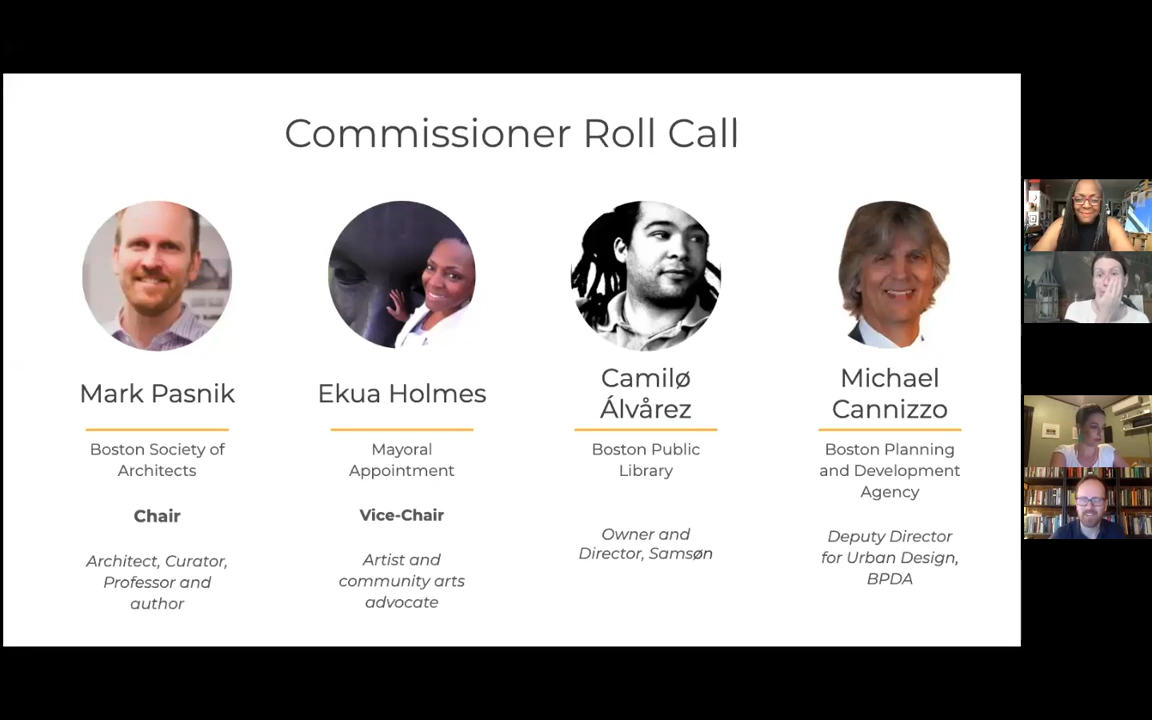 Commissioner Roll Call
Mark Pasnik
Boston Society of
Architects
Chair
Architect, Curator,
Professor and
author
Ekua Holmes
Mayoral
Appointment
Vice-Chair
Artist and
community arts
advocate
Camilø
Álvårez
Boston Public
Library
Owner and
Director, Samsøn
Michael
Cannizzo
Boston Planning
and Development
Agency
Deputy Director
for Urban Design,
BPDA